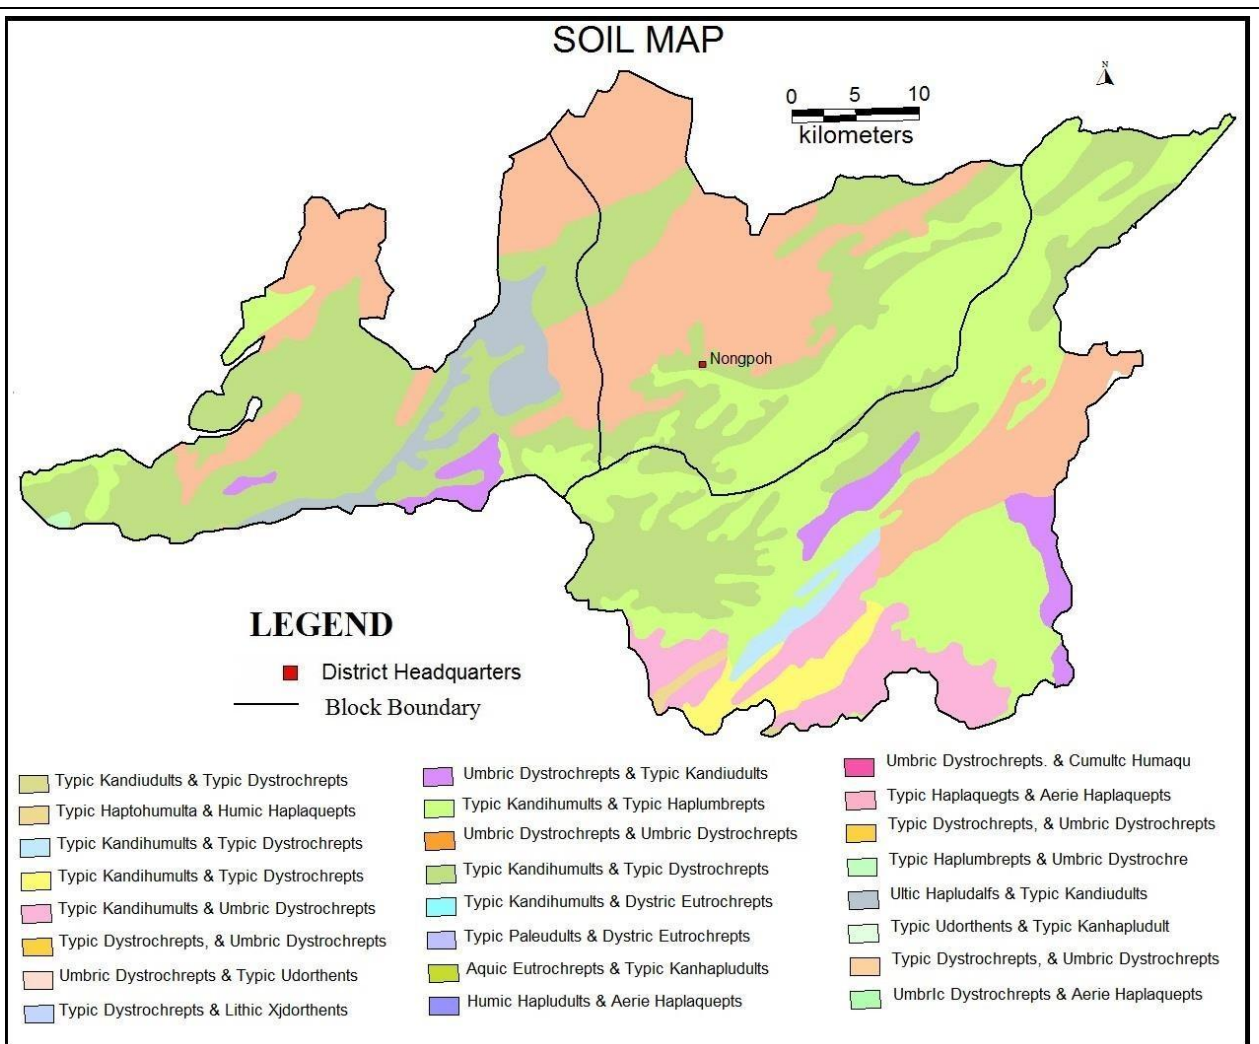 SOIL MAP
N
0 5 10
kilometers
Nongpoh
LEGEND
District Headquarters
Block Boundary
Typic Kandiudults & Typic Dystrochrepts
Typic Haptohumulta & Humic Haplaquepts
Typic Kandihumults & Typic Dystrochrepts
Typic Kandihumults & Typic Dystrochrepts
Typic Kandihumults & Umbric Dystrochrepts
Typic Dystrochrepts, & Umbric Dystrochrepts
Umbric Dystrochrepts & Typic Udorthents
Typic Dystrochrepts & Lithic Xjdorthents
Umbric Dystrochrepts & Typic Kandiudults
Typic Kandihumults & Typic Haplumbrepts
Umbric Dystrochrepts & Umbric Dystrochrepts
Typic Kandihumults & Typic Dystrochrepts
Typic Kandihumults & Dystric Eutrochrepts
Typic Paleudults & Dystric Eutrochrepts
Aquic Eutrochrepts & Typic Kanhapludults
Humic Hapludults & Aerie Haplaquepts
Umbric Dystrochrepts. & Cumultc Humaqu
Typic Haplaquegts & Aerie Haplaquepts
Typic Dystrochrepts, & Umbric Dystrochrepts
Typic Haplumbrepts & Umbric Dystrochre
Ultic Hapludalfs & Typic Kandiudults
Typic Udorthents & Typic Kanhapludult
Typic Dystrochrepts, & Umbric Dystrochrepts
UmbrIc Dystrochrepts & Aerie Haplaquepts